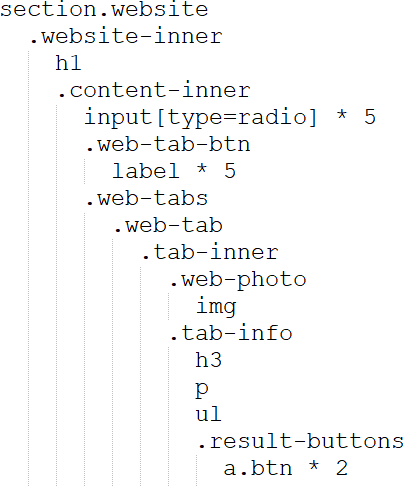 section.website
.website-inner
h1
.content-inner
input[type=radio] * 5
.web-tab-btn
label * 5
.web-tabs
.web-tab
.tab-inner
.web-photo
img
.tab-info
h3
p
ul
.result-buttons
a.btn * 2